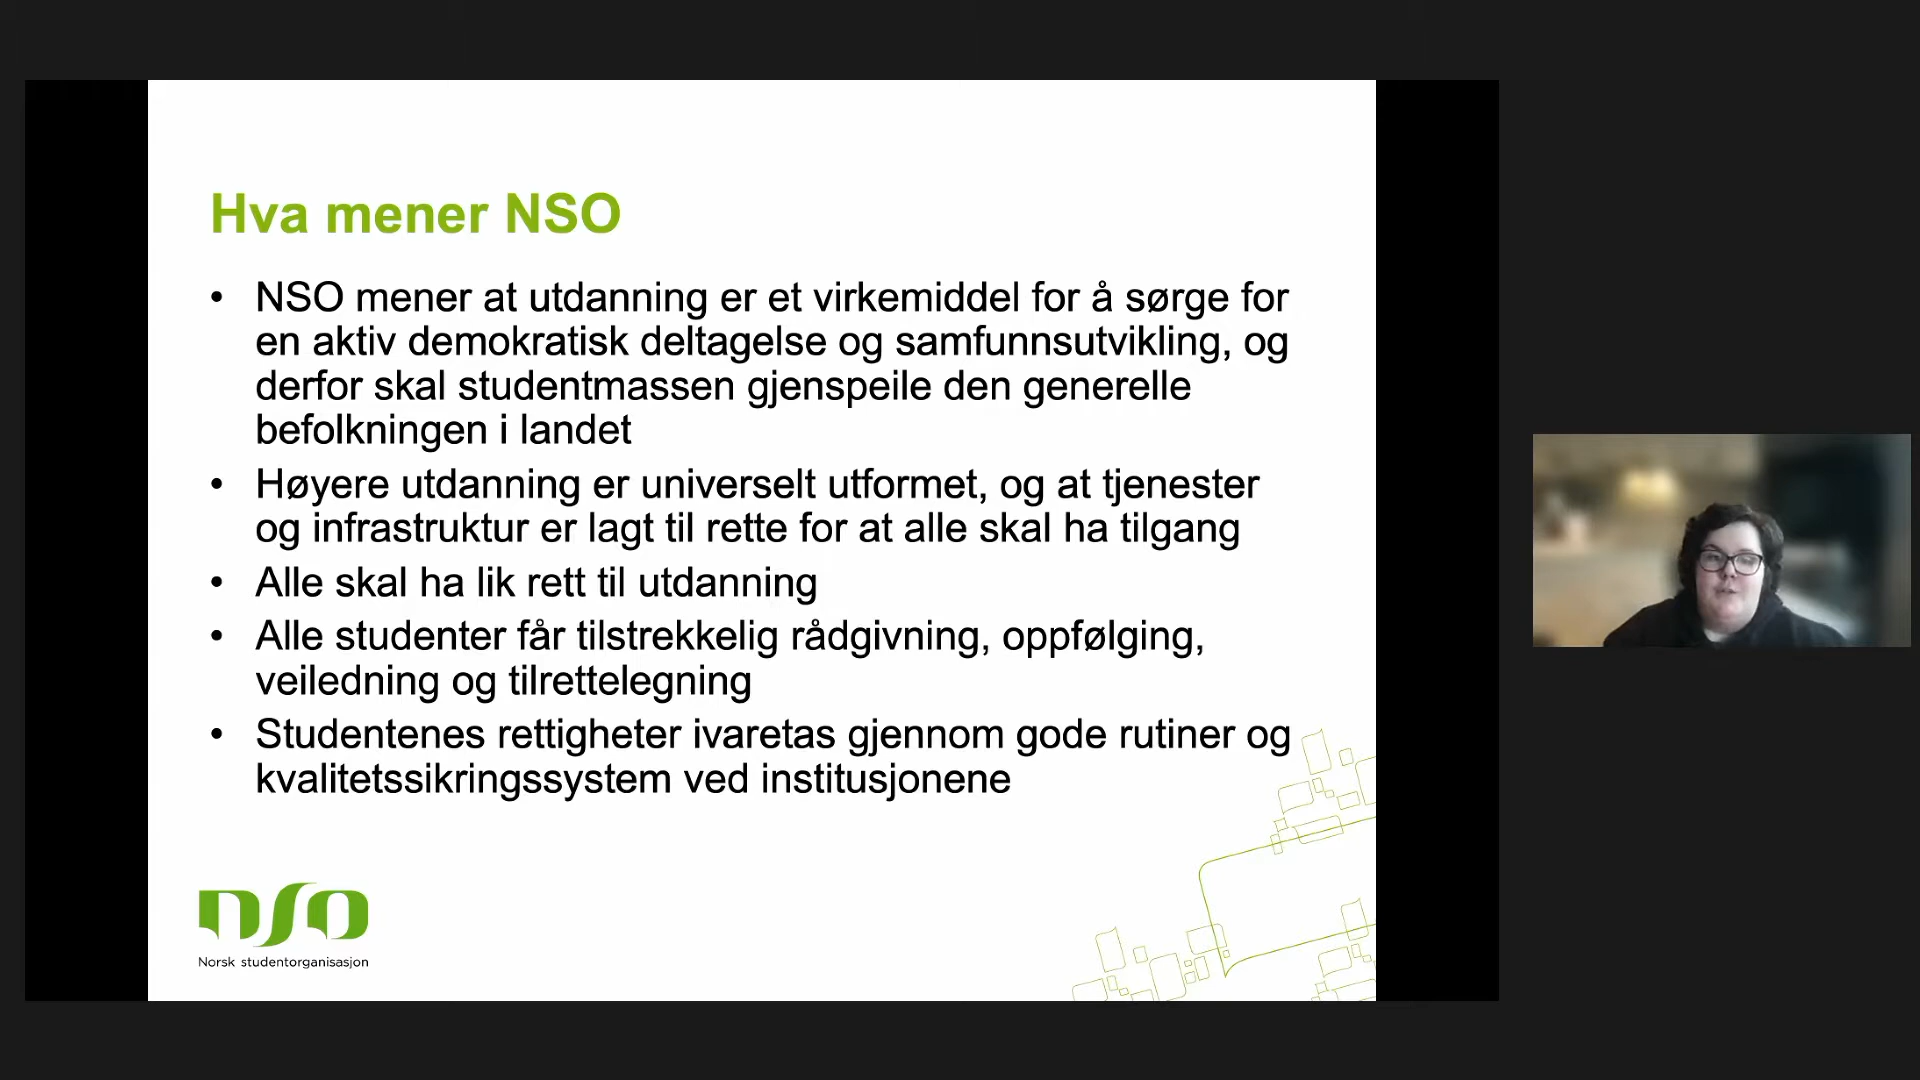 Hva mener NSO
• NSO mener at utdanning er et virkemiddel for å sørge for
en aktiv demokratisk deltagelse og samfunnsutvikling, og
derfor skal studentmassen gjenspeile den generelle
befolkningen i landet
• Høyere utdanning er universelt utformet, og at tjenester
og infrastruktur er lagt til rette for at alle skal ha tilgang
• Alle skal ha lik rett til utdanning
• Alle studenter får tilstrekkelig rådgivning, oppfølging,
veiledning og tilrettelegning
• Studentenes rettigheter ivaretas gjennom gode rutiner og
kvalitetssikringssystem ved institusjonene
nso
Norsk studentorganisasjon